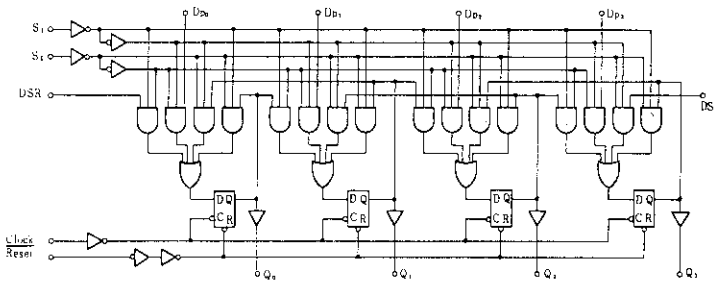 Dp₀ Dp₁ Dp₂ Dp₃
S₁
S₀
DSR
DS
D Q D Q D Q D Q
C R C R C R C R
Clock
Reset
Q₀ Q₁ Q₂ Q₃